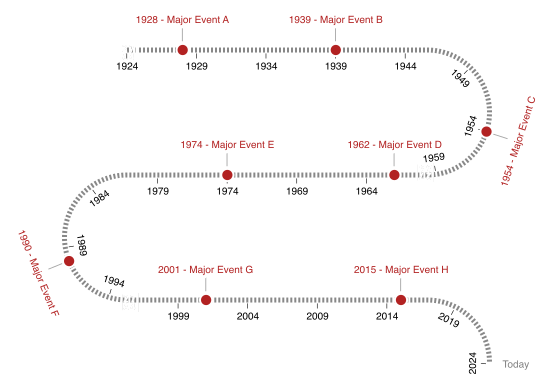 1928 - Major Event A
1939 - Major Event B
1924
1929
1934
1939
1944
1949
1954
1954 - Major Event C
1959
1962 - Major Event D
1964
1969
1974 - Major Event E
1974
1979
1984
1989
1990 - Major Event F
1994
1999
2001 - Major Event G
2004
2009
2015 - Major Event H
2014
2019
2024
Today